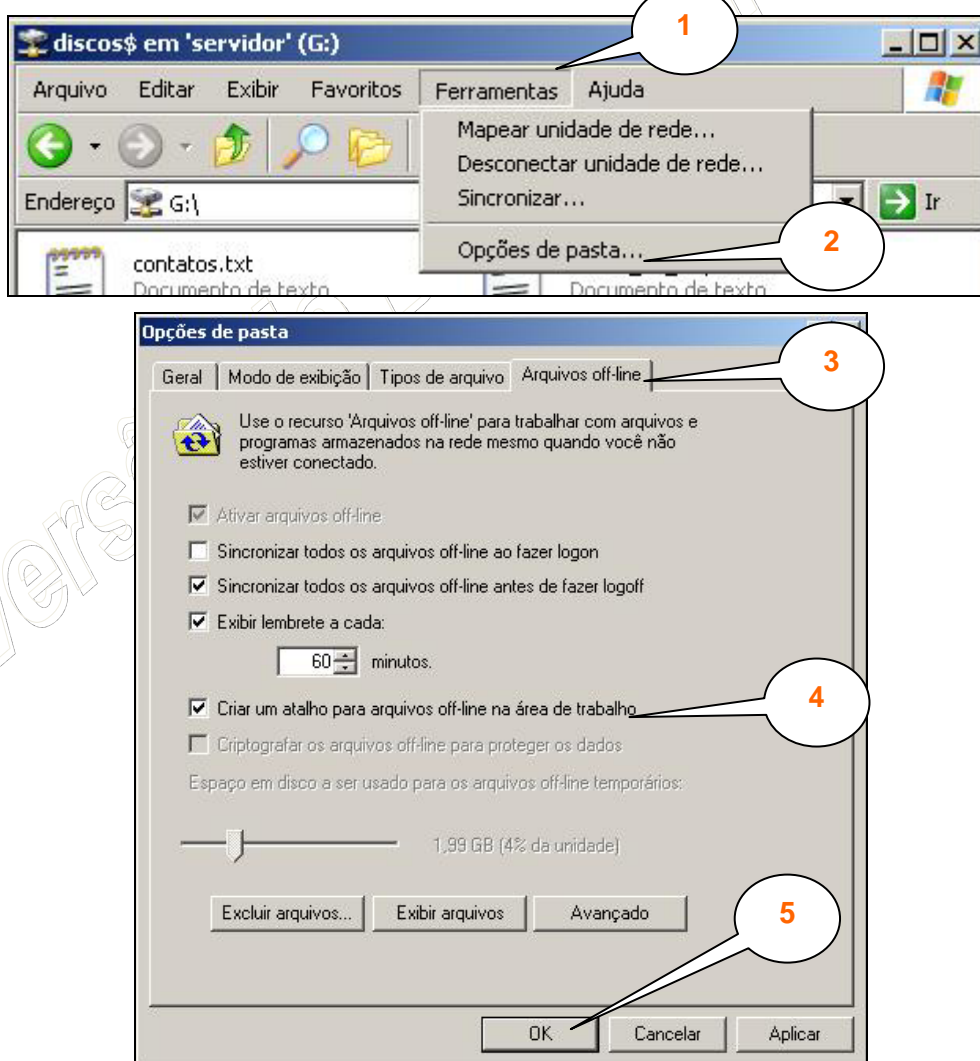 1
discos$ em 'servidor' (G:)
Arquivo Editar Exibir Favoritos Ferramentas Ajuda
Mapear unidade de rede...
Desconectar unidade de rede...
Sincronizar...
Endereço G:\ Ir
Opções de pasta... 2
contatos.txt
Documento de texto Documento de texto
Opções de pasta
3
Geral Modo de exibição Tipos de arquivo Arquivos off-line
Use o recurso 'Arquivos off-line' para trabalhar com arquivos e
programas armazenados na rede mesmo quando você não
estiver conectado.
Ativar arquivos off-line
Sincronizar todos os arquivos off-line ao fazer logon
Sincronizar todos os arquivos off-line antes de fazer logoff
Exibir lembrete a cada:
60 minutos.
Criar um atalho para arquivos off-line na área de trabalho 4
Criptografar os arquivos off-line para proteger os dados
Espaço em disco a ser usado para os arquivos off-line temporários:
1,99 GB (4% da unidade)
Excluir arquivos... Exibir arquivos Avançado 5
OK Cancelar Aplicar